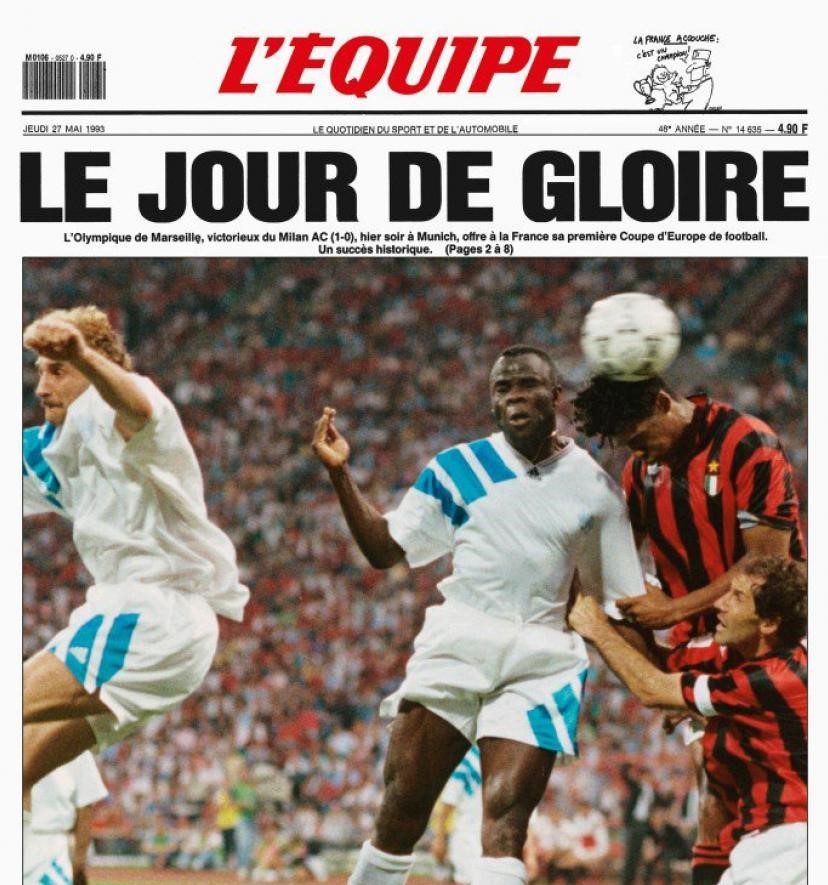 M0106 - 0527 0 - 4,90 F
L'ÉQUIPE
LA FRANCE ACCOUCHE :
C'EST UN
CHAMPION!
JEUDI 27 MAI 1993
LE QUOTIDIEN DU SPORT ET DE L'AUTOMOBILE
48ᵉ ANNÉE — N° 14 635 — 4.90 F
LE JOUR DE GLOIRE
L'Olympique de Marseille, victorieux du Milan AC (1-0), hier soir à Munich, offre à la France sa première Coupe d'Europe de football.
Un succès historique. (Pages 2 à 8)